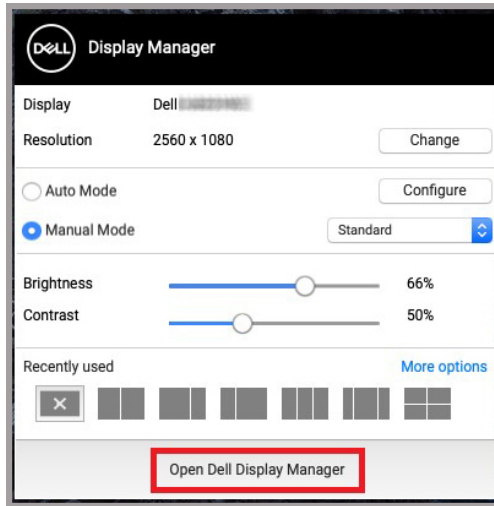 DELL Display Manager
Display Dell
Resolution 2560 x 1080 Change
Auto Mode Configure
Manual Mode Standard
Brightness 66%
Contrast 50%
Recently used More options
Open Dell Display Manager